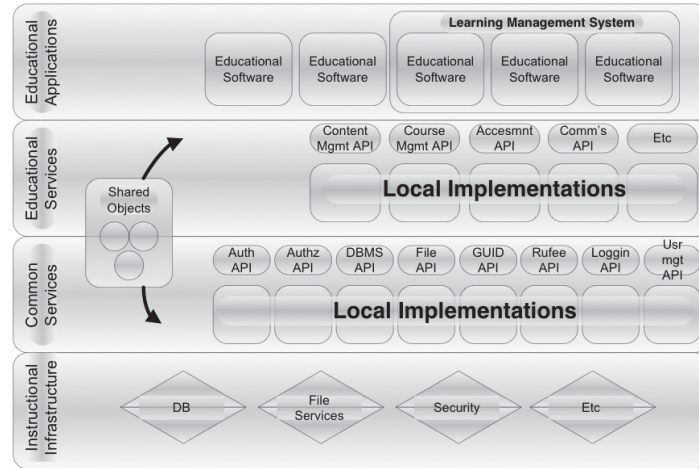 Educational
Applications
Learning Management System
Educational
Software
Educational
Software
Educational
Software
Educational
Software
Educational
Software
Educational
Services
Content
Mgmt API
Course
Mgmt API
Accesmnt
API
Comm's
API
Etc
Shared
Objects
Local Implementations
Common
Services
Auth
API
Authz
API
DBMS
API
File
API
GUID
API
Rufee
API
Loggin
API
Usr
mgt
API
Local Implementations
Instructional
Infrastructure
DB
File
Services
Security
Etc